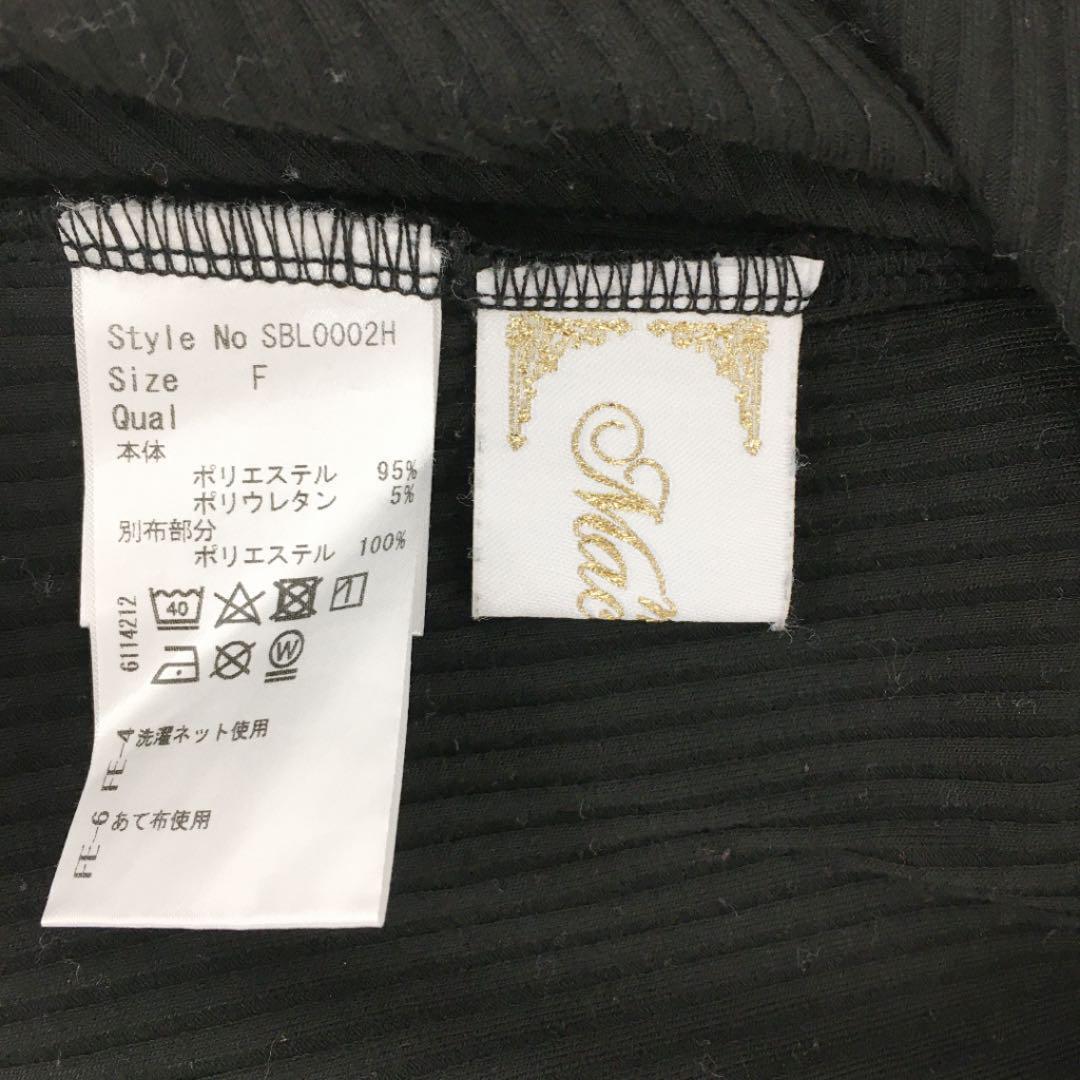 Style No SBL0002H
Size F
Qual
本体
ポリエステル 95%
ポリウレタン 5%
別布部分
ポリエステル 100%
40
W
6114212
FE-4 洗濯ネット使用
FE-6 あて布使用